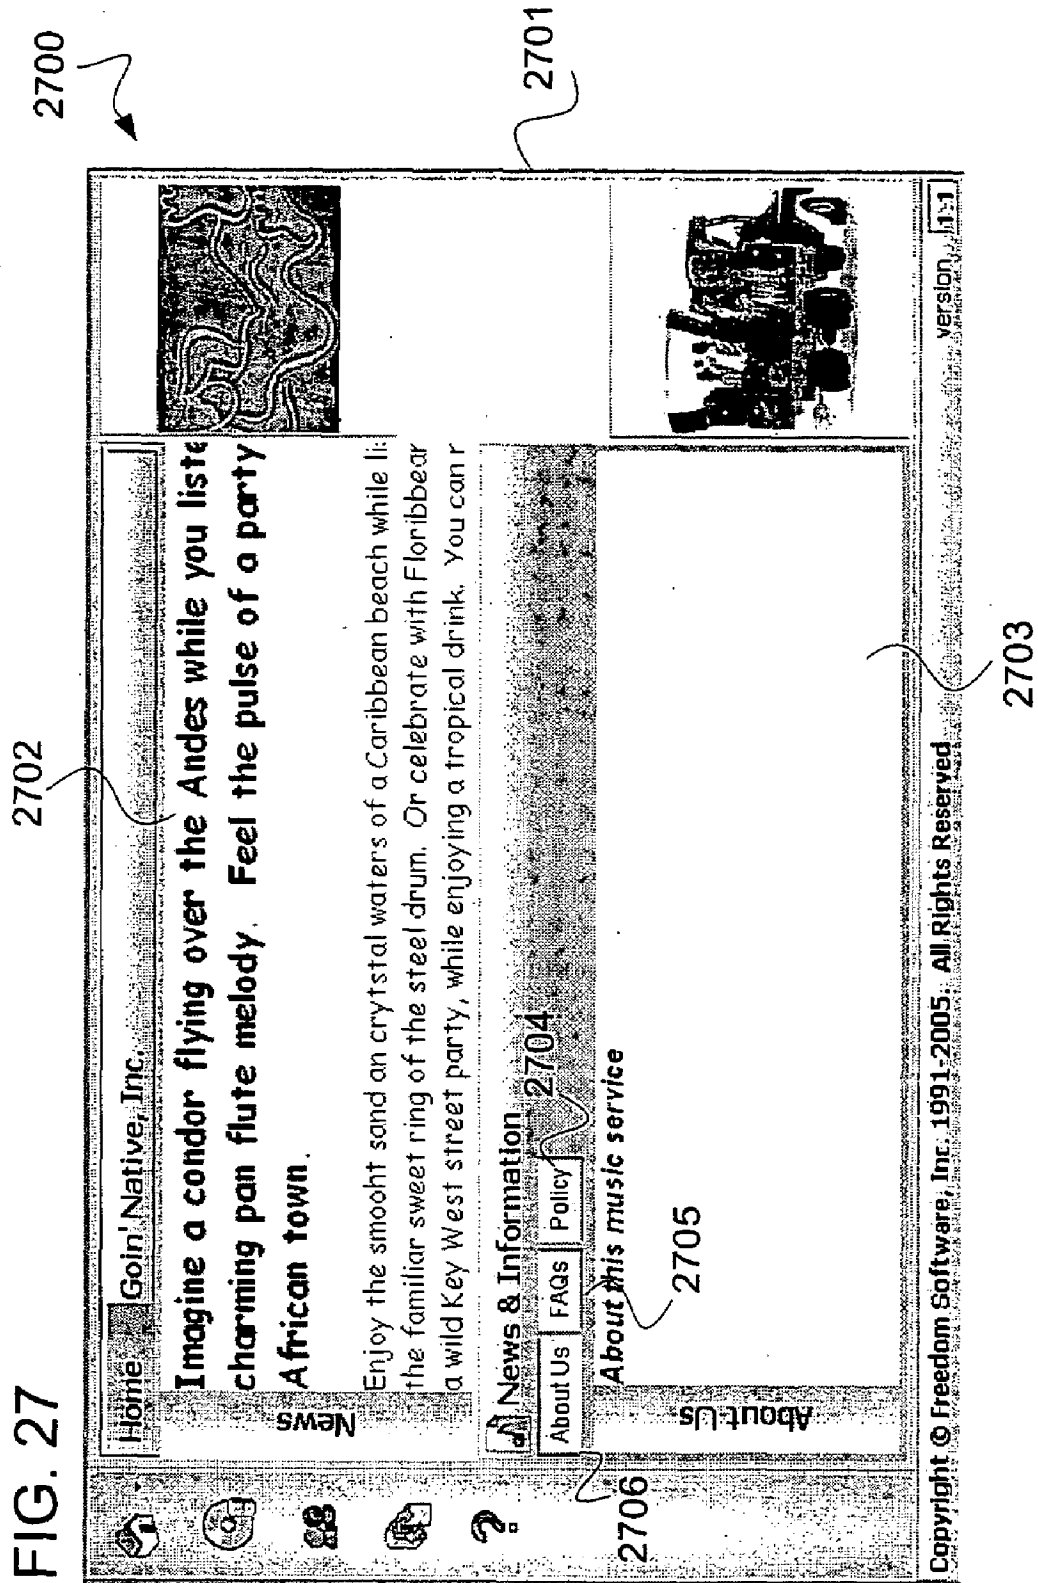 FIG. 27
2700
2701
2702
Home Goin' Native, Inc.
Imagine a condor flying over the Andes while you liste
charming pan flute melody. Feel the pulse of a party
African town.
News
Enjoy the smooht sand an crytstal waters of a Caribbean beach while li
the familiar sweet ring of the steel drum. Or celebrate with Floribbear
a wild Key West street party, while enjoying a tropical drink. You can r
News & Information
2704
About Us FAQs Policy
About this music service
2705
About Us
2706
2703
Copyright © Freedom Software, Inc. 1991-2005. All Rights Reserved version 1.1